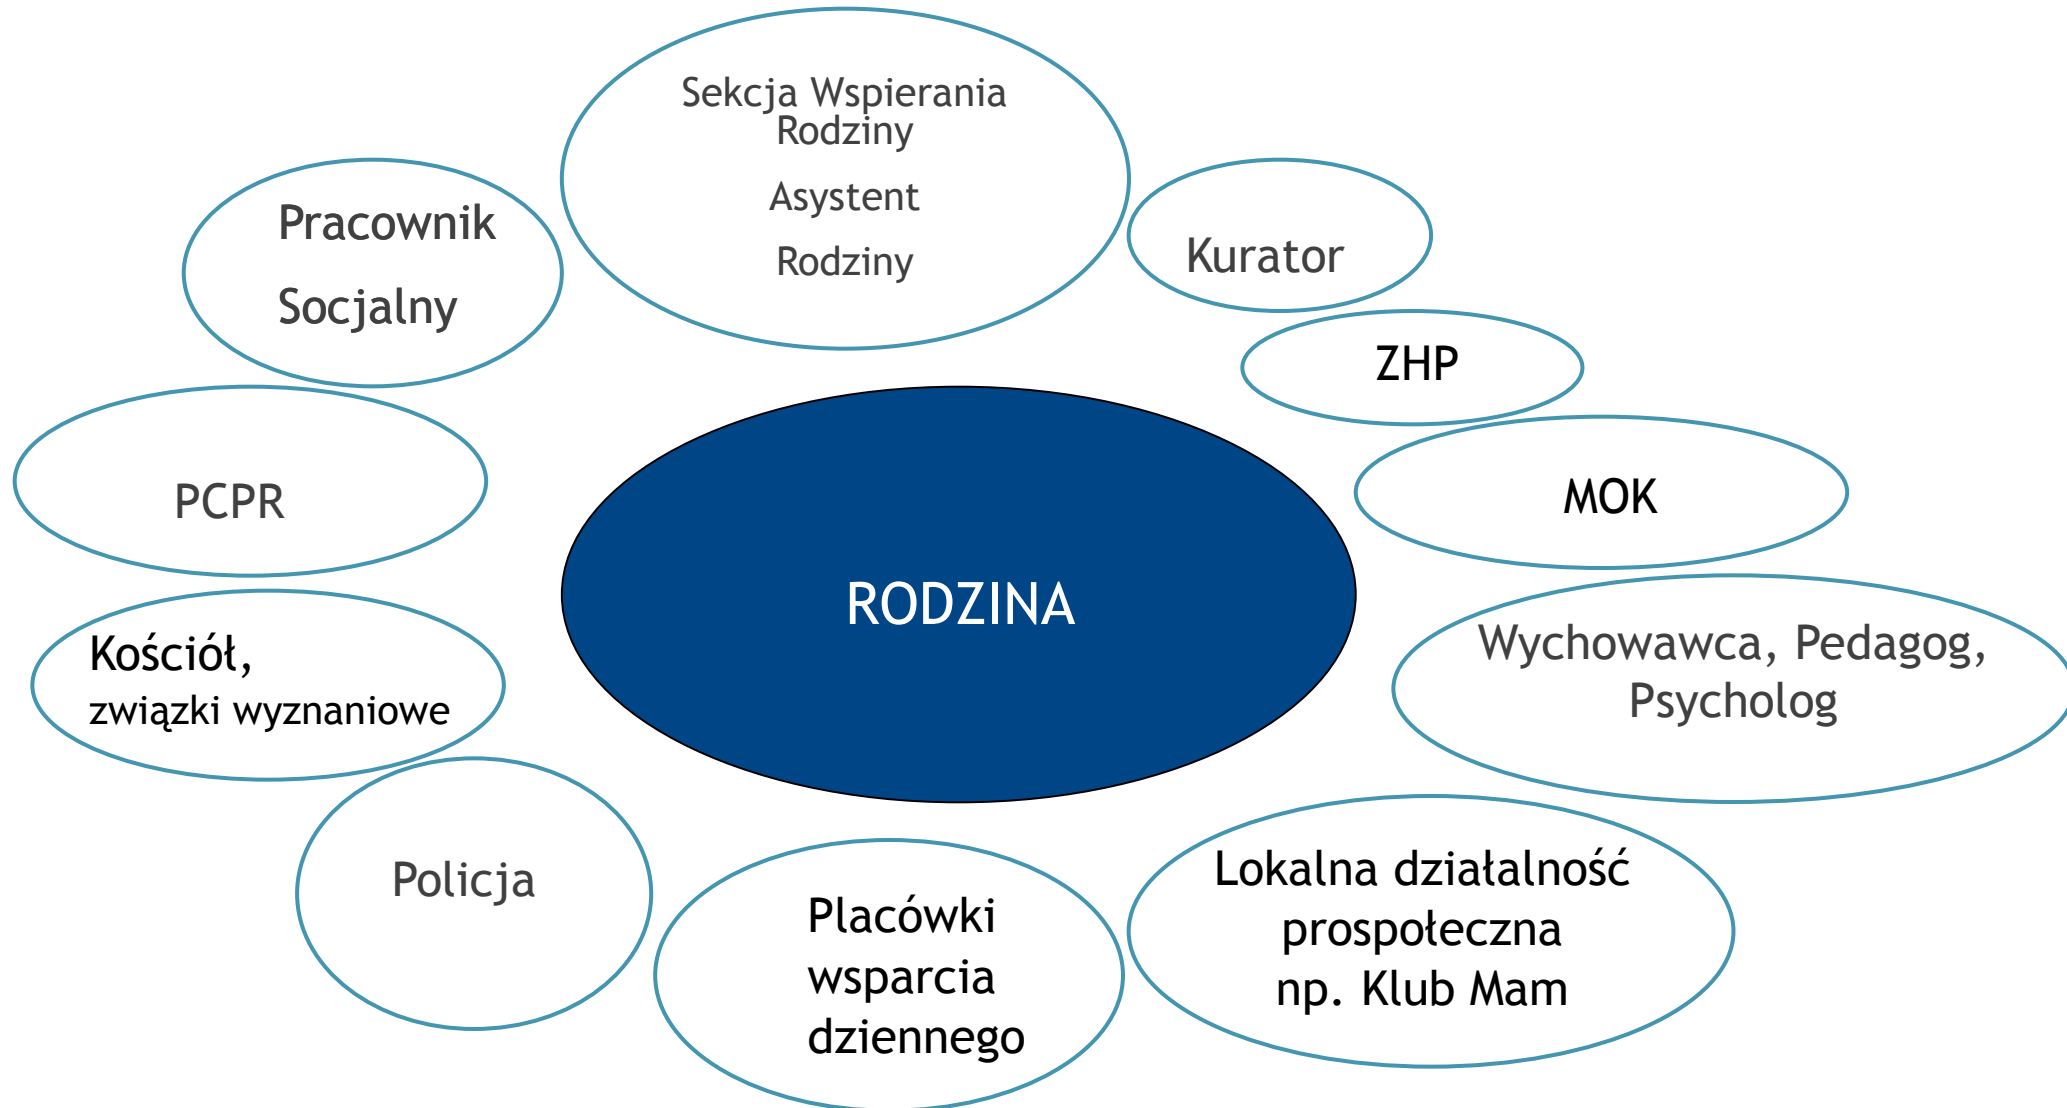 Sekcja Wspierania
Rodziny
Asystent
Rodziny
Pracownik
Socjalny
Kurator
ZHP
PCPR
MOK
RODZINA
Kościół,
związki wyznaniowe
Wychowawca, Pedagog,
Psycholog
Policja
Placówki
wsparcia
dziennego
Lokalna działalność
prospołeczna
np. Klub Mam